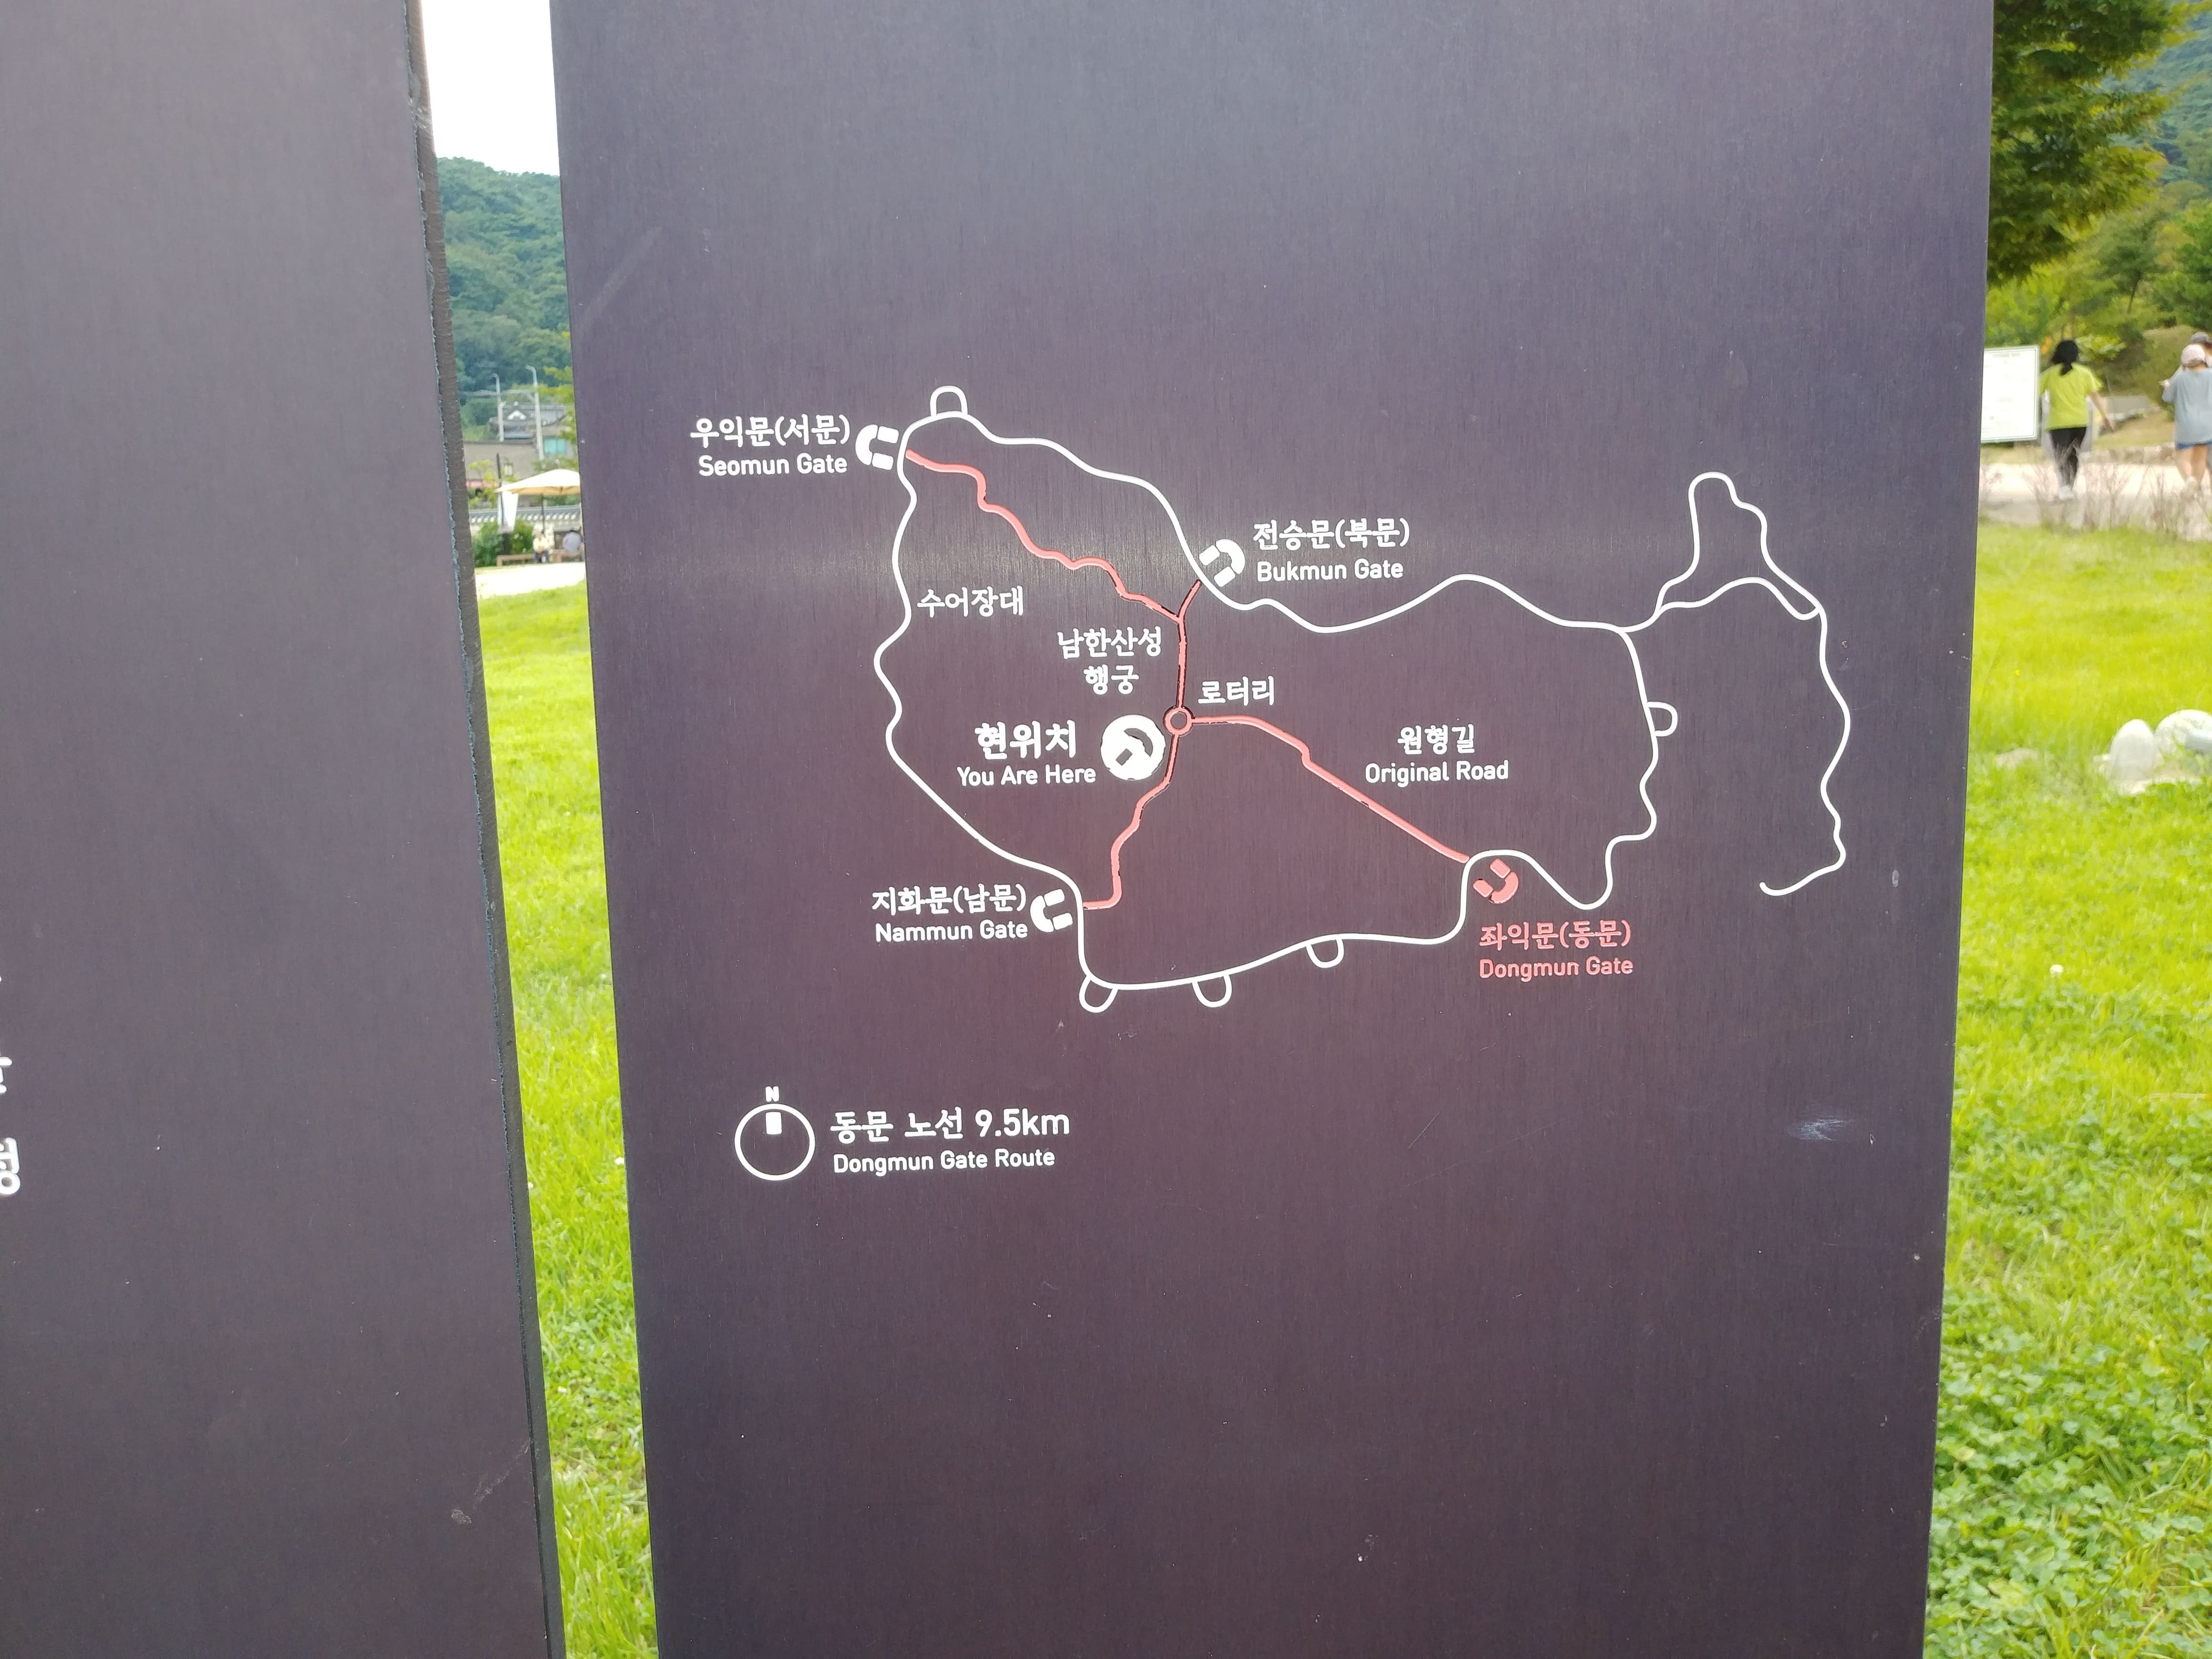 우익문(서문)
Seomun Gate
전승문(북문)
Bukmun Gate
수어장대
남한산성
행궁
로터리
현위치
You Are Here
원형길
Original Road
지화문(남문)
Nammun Gate
좌익문(동문)
Dongmun Gate
N
동문 노선 9.5km
Dongmun Gate Route